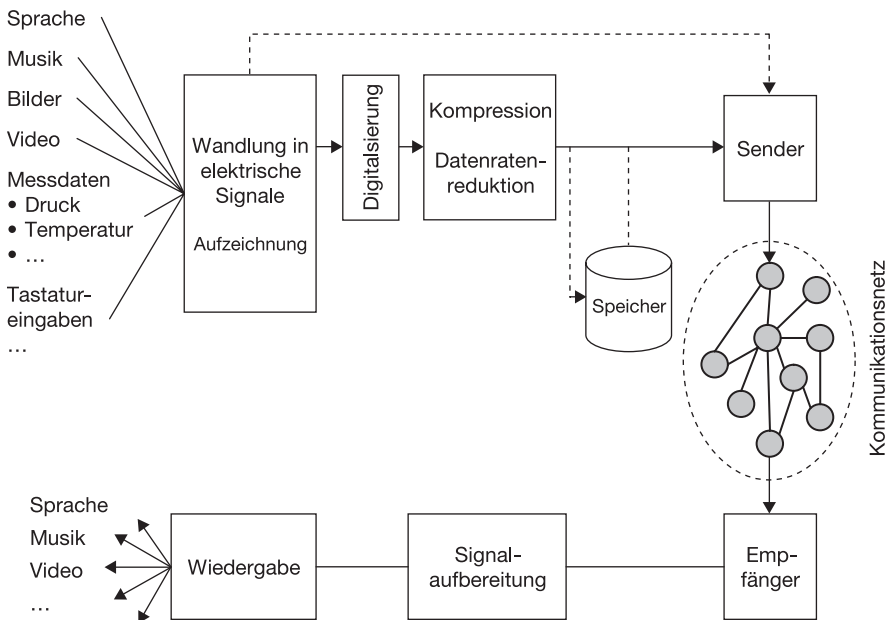 Sprache
Musik
Bilder
Video
Messdaten
• Druck
• Temperatur
• ...
Tastatur-
eingaben
...
Wandlung in
elektrische
Signale
Aufzeichnung
Digitalsierung
Kompression
Datenraten-
reduktion
Speicher
Sender
Kommunikationsnetz
Emp-
fänger
Signal-
aufbereitung
Wiedergabe
Sprache
Musik
Video
...